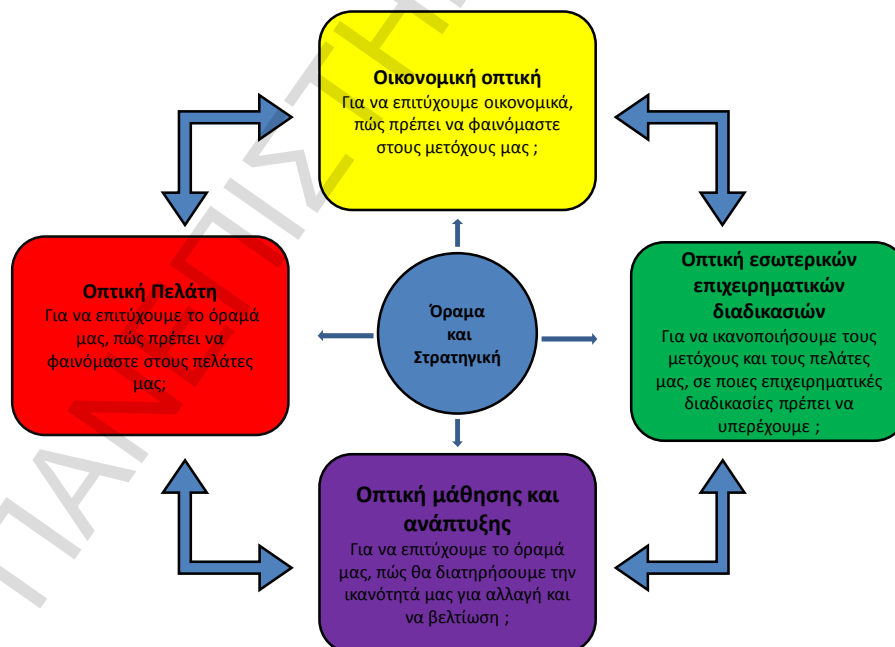 Οικονομική οπτική
Για να επιτύχουμε οικονομικά,
πώς πρέπει να φαινόμαστε
στους μετόχους μας ;
Οπτική Πελάτη
Για να επιτύχουμε το όραμά
μας, πώς πρέπει να
φαινόμαστε στους πελάτες
μας;
Όραμα
και
Στρατηγική
Οπτική εσωτερικών
επιχειρηματικών
διαδικασιών
Για να ικανοποιήσουμε τους
μετόχους και τους πελάτες
μας, σε ποιες επιχειρηματικές
διαδικασίες πρέπει να
υπερέχουμε ;
Οπτική μάθησης και
ανάπτυξης
Για να επιτύχουμε το όραμά
μας, πώς θα διατηρήσουμε την
ικανότητά μας για αλλαγή και
να βελτίωση ;
ΠΑΝΕΠΙΣΤΗ